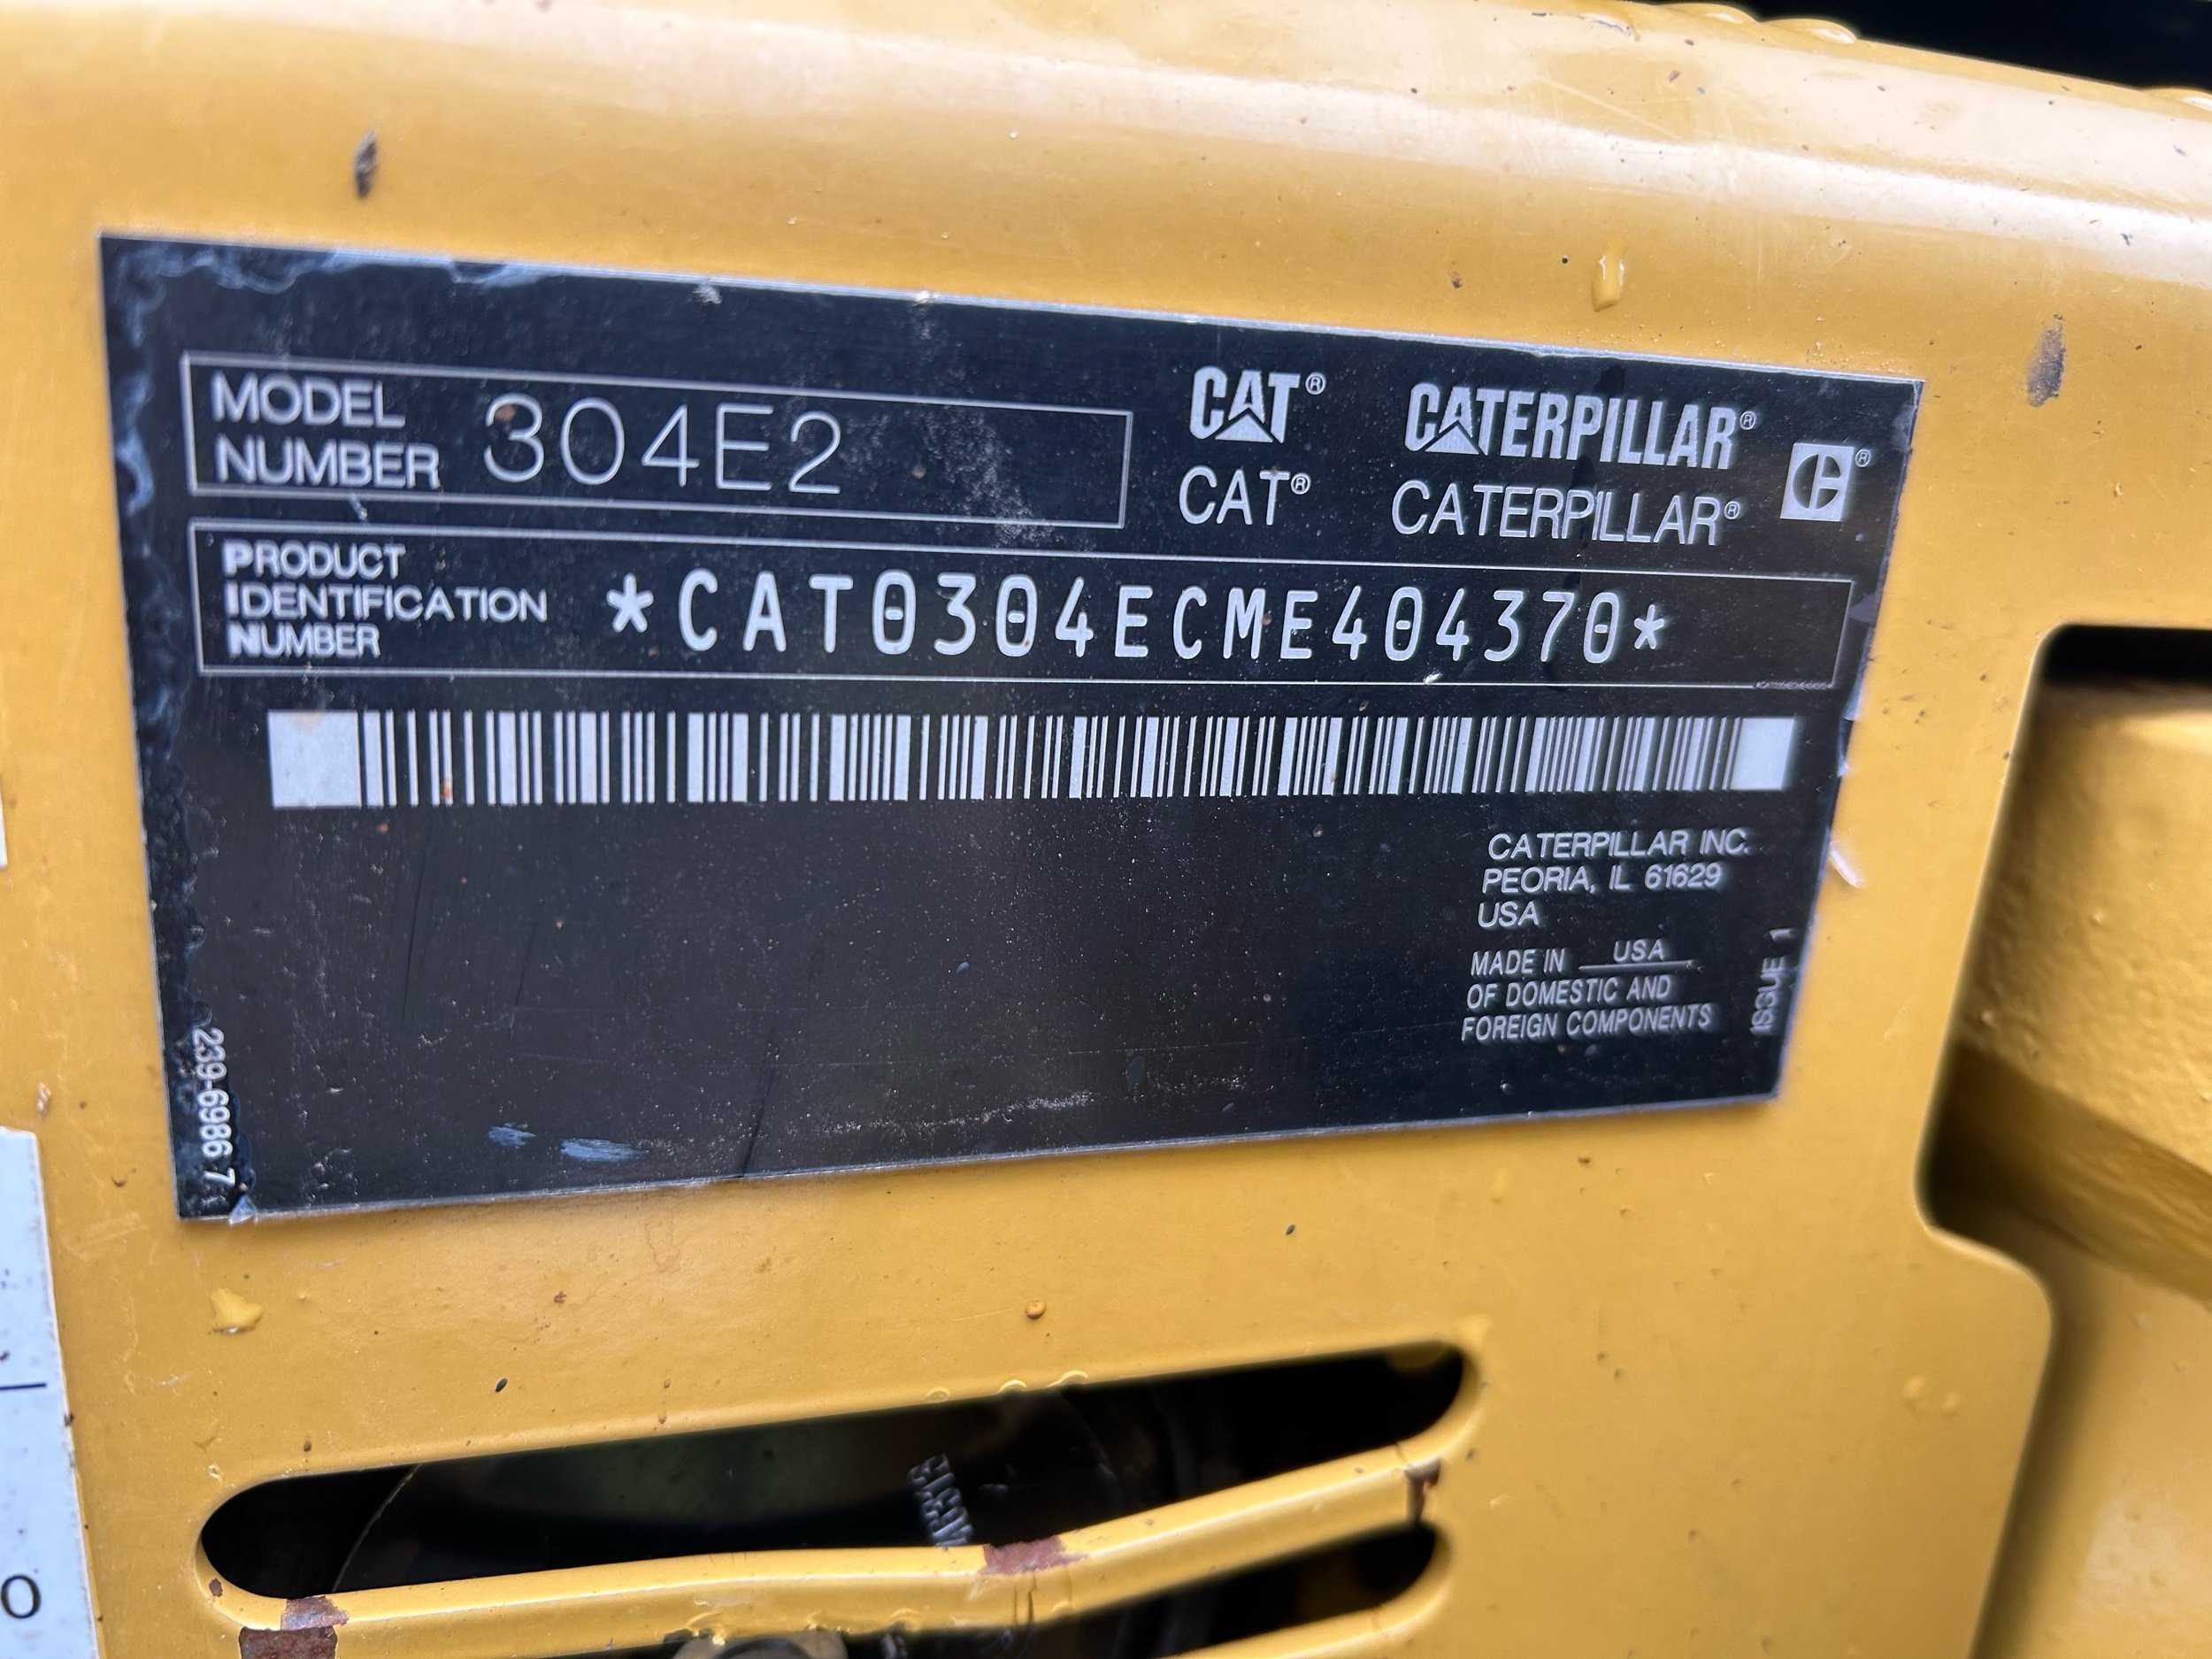 MODEL
NUMBER 304E2
CAT® CATERPILLAR®
CAT® CATERPILLAR® ®
PRODUCT
IDENTIFICATION
NUMBER
*CAT0304ECME404370*
CATERPILLAR INC.
PEORIA, IL 61629
USA
MADE IN USA
OF DOMESTIC AND
FOREIGN COMPONENTS
ISSUE 1
239-6986 7
0